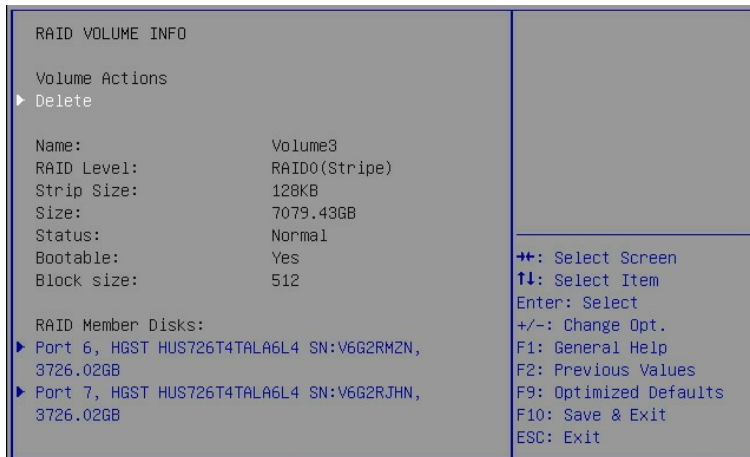 RAID VOLUME INFO
Volume Actions
Delete
Name: Volume3
RAID Level: RAID0(Stripe)
Strip Size: 128KB
Size: 7079.43GB
Status: Normal
Bootable: Yes
Block size: 512
RAID Member Disks:
Port 6, HGST HUS726T4TALA6L4 SN:V6G2RMZN,
3726.02GB
Port 7, HGST HUS726T4TALA6L4 SN:V6G2RJHN,
3726.02GB
→←: Select Screen
↑↓: Select Item
Enter: Select
+/-: Change Opt.
F1: General Help
F2: Previous Values
F9: Optimized Defaults
F10: Save & Exit
ESC: Exit